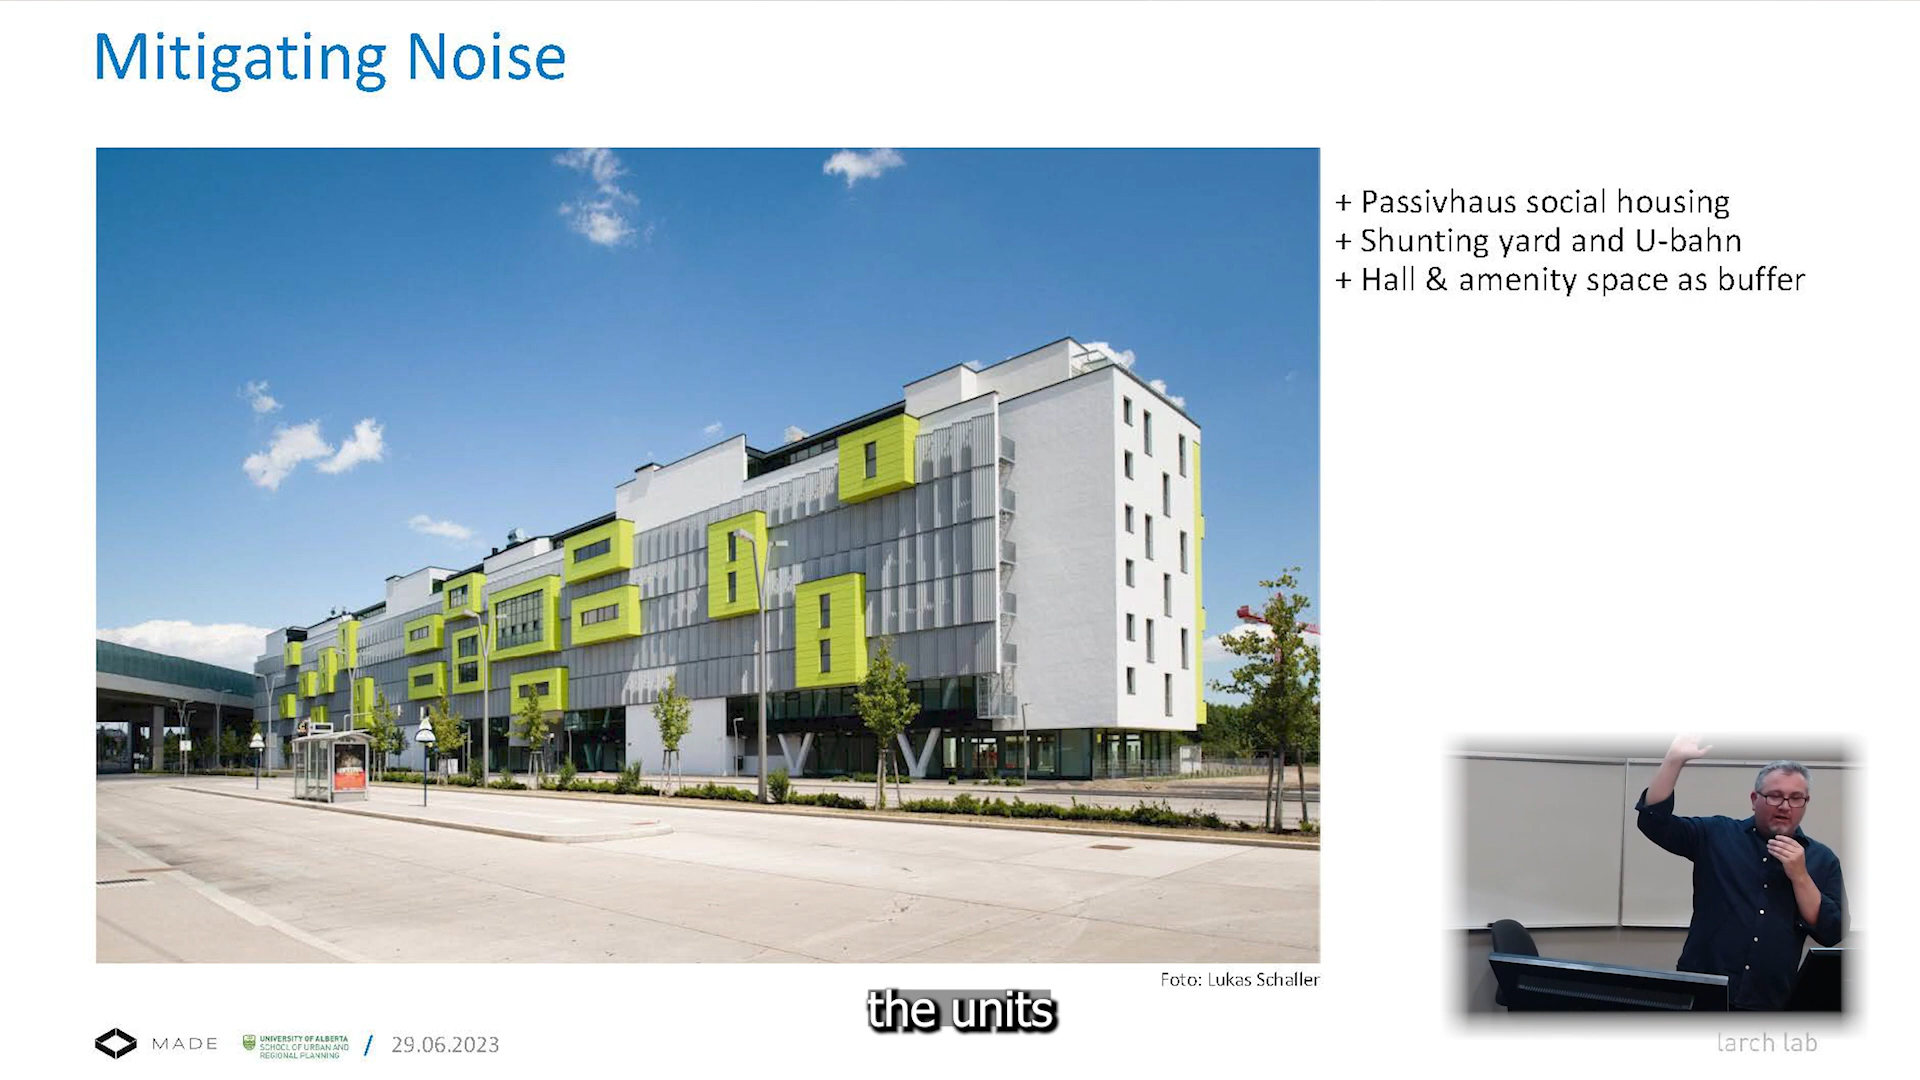 Mitigating Noise
+ Passivhaus social housing
+ Shunting yard and U-bahn
+ Hall & amenity space as buffer
Foto: Lukas Schaller
the units
MADE
UNIVERSITY OF ALBERTA
SCHOOL OF URBAN AND
REGIONAL PLANNING
/ 29.06.2023
larch lab